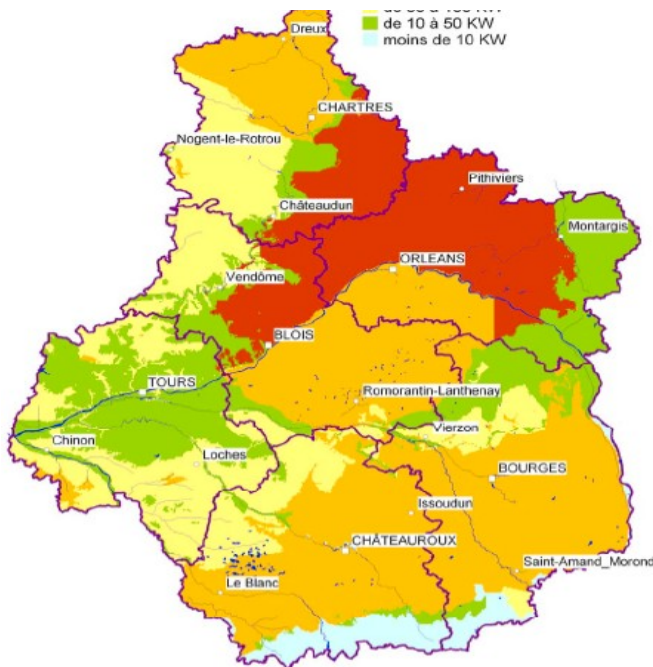 de 10 à 50 KW
moins de 10 KW
Dreux
CHARTRES
Nogent-le-Rotrou
Pithiviers
Châteaudun
Montargis
ORLEANS
Vendôme
BLOIS
TOURS
Romorantin-Lanthenay
Chinon
Vierzon
Loches
BOURGES
Issoudun
CHÂTEAUROUX
Saint-Amand_Morond
Le Blanc